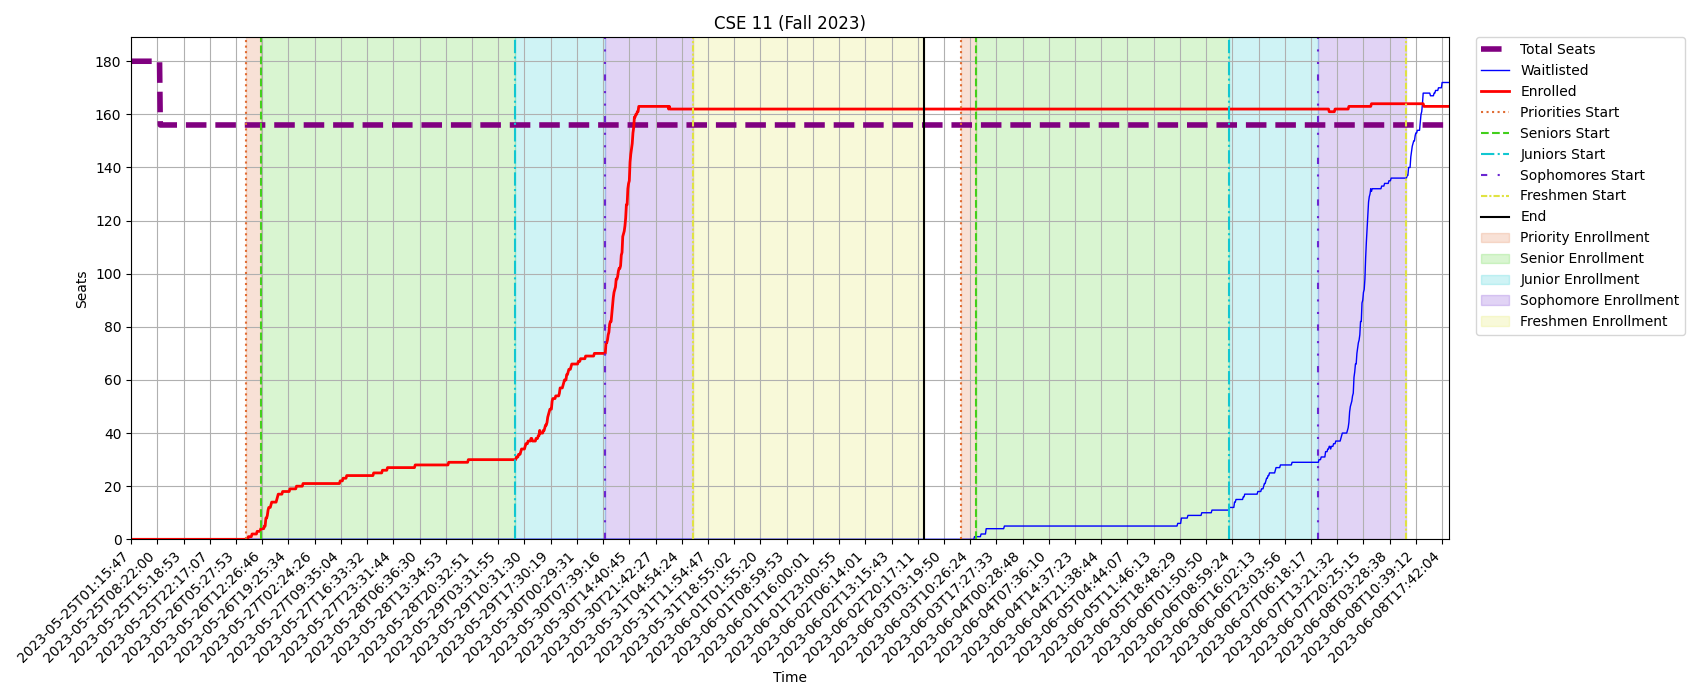 CSE 11 (Fall 2023)
Seats
180
160
140
120
100
80
60
40
20
0
2023-05-25T01:15:47
2023-05-25T08:22:00
2023-05-25T15:18:53
2023-05-25T22:17:07
2023-05-26T05:27:53
2023-05-26T12:26:46
2023-05-26T19:25:34
2023-05-27T02:24:26
2023-05-27T09:35:04
2023-05-27T16:33:32
2023-05-27T23:31:44
2023-05-28T06:36:30
2023-05-28T13:34:53
2023-05-28T20:32:51
2023-05-29T03:31:55
2023-05-29T10:31:30
2023-05-29T17:30:19
2023-05-30T00:29:31
2023-05-30T07:39:16
2023-05-30T14:40:45
2023-05-30T21:42:27
2023-05-31T04:54:24
2023-05-31T11:54:47
2023-05-31T18:55:02
2023-06-01T01:55:20
2023-06-01T08:59:53
2023-06-01T16:00:01
2023-06-01T23:00:55
2023-06-02T06:14:01
2023-06-02T13:15:43
2023-06-02T20:17:11
2023-06-03T03:19:50
2023-06-03T10:26:24
2023-06-03T17:27:33
2023-06-04T00:28:48
2023-06-04T07:36:10
2023-06-04T14:37:23
2023-06-04T21:38:44
2023-06-05T04:44:07
2023-06-05T11:46:13
2023-06-05T18:48:29
2023-06-06T01:50:50
2023-06-06T08:59:24
2023-06-06T16:02:13
2023-06-06T23:03:56
2023-06-07T06:18:17
2023-06-07T13:21:32
2023-06-07T20:25:15
2023-06-08T03:28:38
2023-06-08T10:39:12
2023-06-08T17:42:04
Time
Total Seats
Waitlisted
Enrolled
Priorities Start
Seniors Start
Juniors Start
Sophomores Start
Freshmen Start
End
Priority Enrollment
Senior Enrollment
Junior Enrollment
Sophomore Enrollment
Freshmen Enrollment